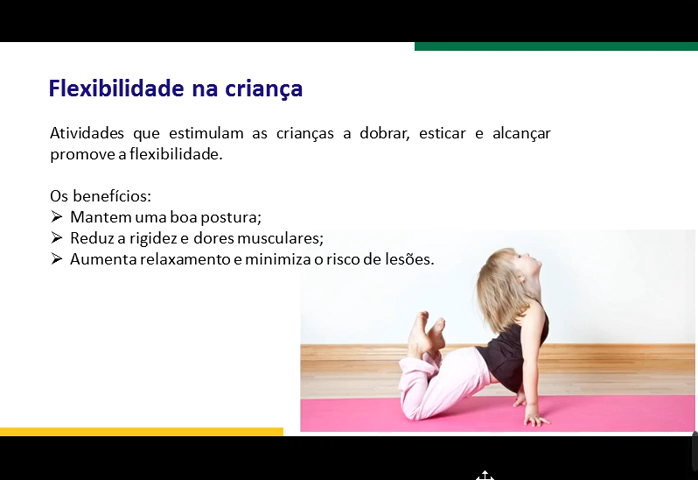 Flexibilidade na criança
Atividades que estimulam as crianças a dobrar, esticar e alcançar
promove a flexibilidade.
Os benefícios:
➢ Mantem uma boa postura;
➢ Reduz a rigidez e dores musculares;
➢ Aumenta relaxamento e minimiza o risco de lesões.